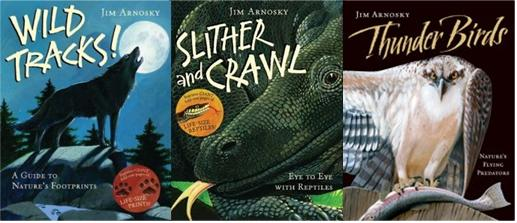 JIM ARNOSKY
WILD
TRACKS!
A GUIDE TO
NATURE'S FOOTPRINTS
LIFE-SIZE
PRINTS!
JIM ARNOSKY
SLITHER
and CRAWL
LIFE-SIZE
REPTILES!
EYE TO EYE
WITH REPTILES
JIM ARNOSKY
Thunder Birds
NATURE'S
FLYING
PREDATORS